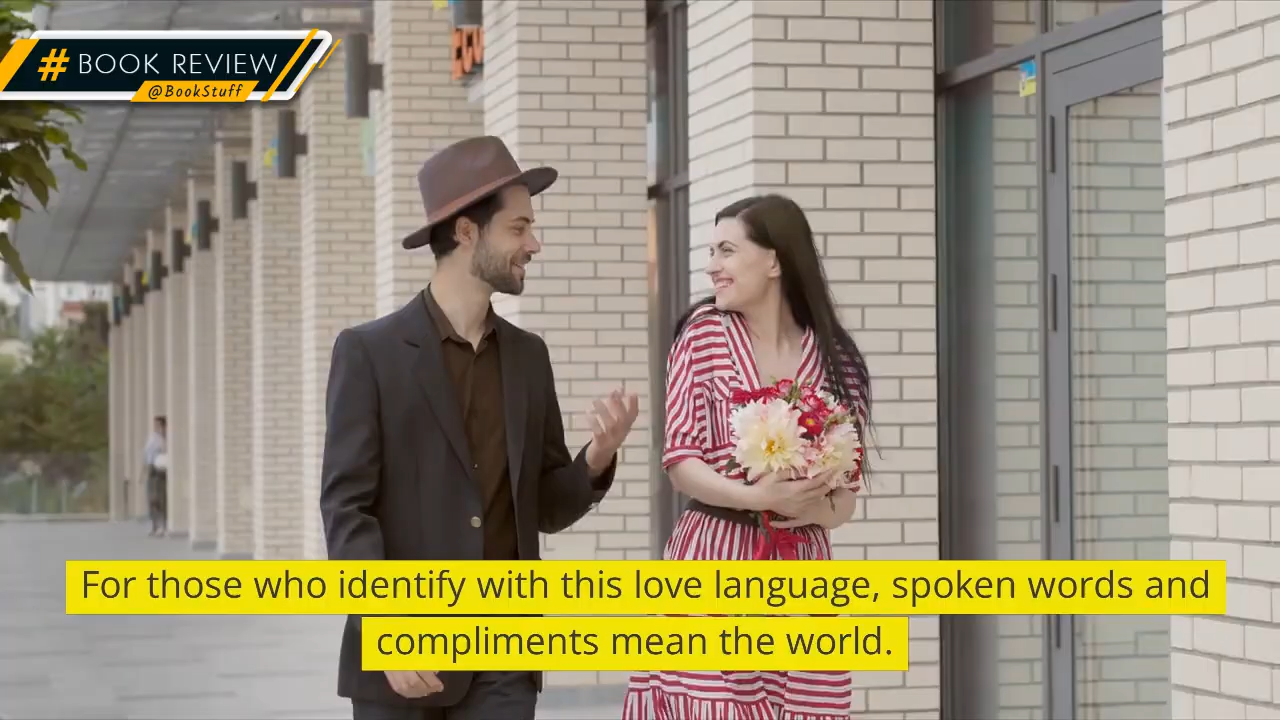 # BOOK REVIEW
@BookStuff
For those who identify with this love language, spoken words and
compliments mean the world.